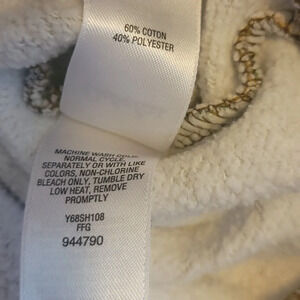 60% COTON
40% POLYESTER
MACHINE WASH COLD,
NORMAL CYCLE,
SEPARATELY OR WITH LIKE
COLORS, NON-CHLORINE
BLEACH ONLY, TUMBLE DRY
LOW HEAT, REMOVE
PROMPTLY
Y68SH108
FFG
944790